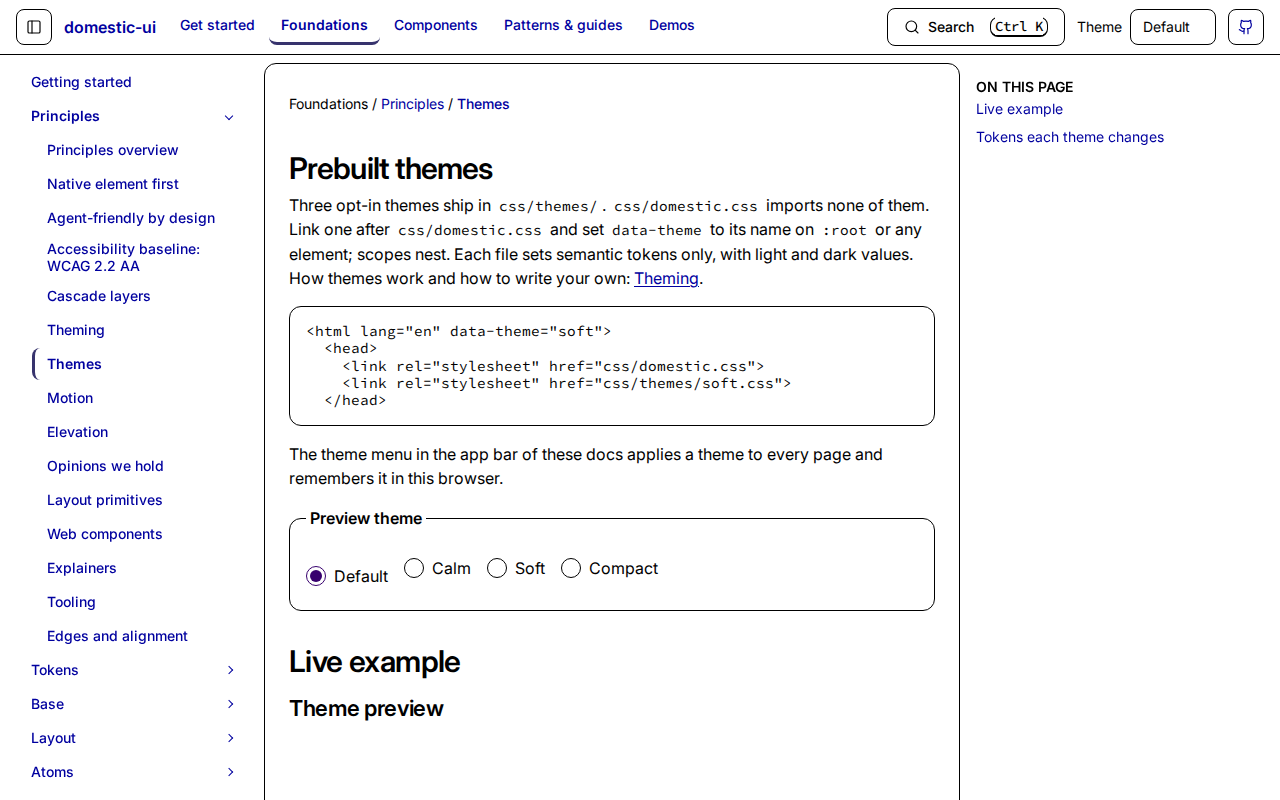 domestic-ui
Get started
Foundations
Components
Patterns & guides
Demos
Search Ctrl K
Theme
Default
Getting started
Principles
Principles overview
Native element first
Agent-friendly by design
Accessibility baseline:
WCAG 2.2 AA
Cascade layers
Theming
Themes
Motion
Elevation
Opinions we hold
Layout primitives
Web components
Explainers
Tooling
Edges and alignment
Tokens
Base
Layout
Atoms
Foundations / Principles / Themes
Prebuilt themes
Three opt-in themes ship in css/themes/. css/domestic.css imports none of them.
Link one after css/domestic.css and set data-theme to its name on :root or any
element; scopes nest. Each file sets semantic tokens only, with light and dark values.
How themes work and how to write your own: Theming.
<html lang="en" data-theme="soft">
  <head>
    <link rel="stylesheet" href="css/domestic.css">
    <link rel="stylesheet" href="css/themes/soft.css">
  </head>
The theme menu in the app bar of these docs applies a theme to every page and
remembers it in this browser.
Preview theme
Default Calm Soft Compact
Live example
Theme preview
ON THIS PAGE
Live example
Tokens each theme changes